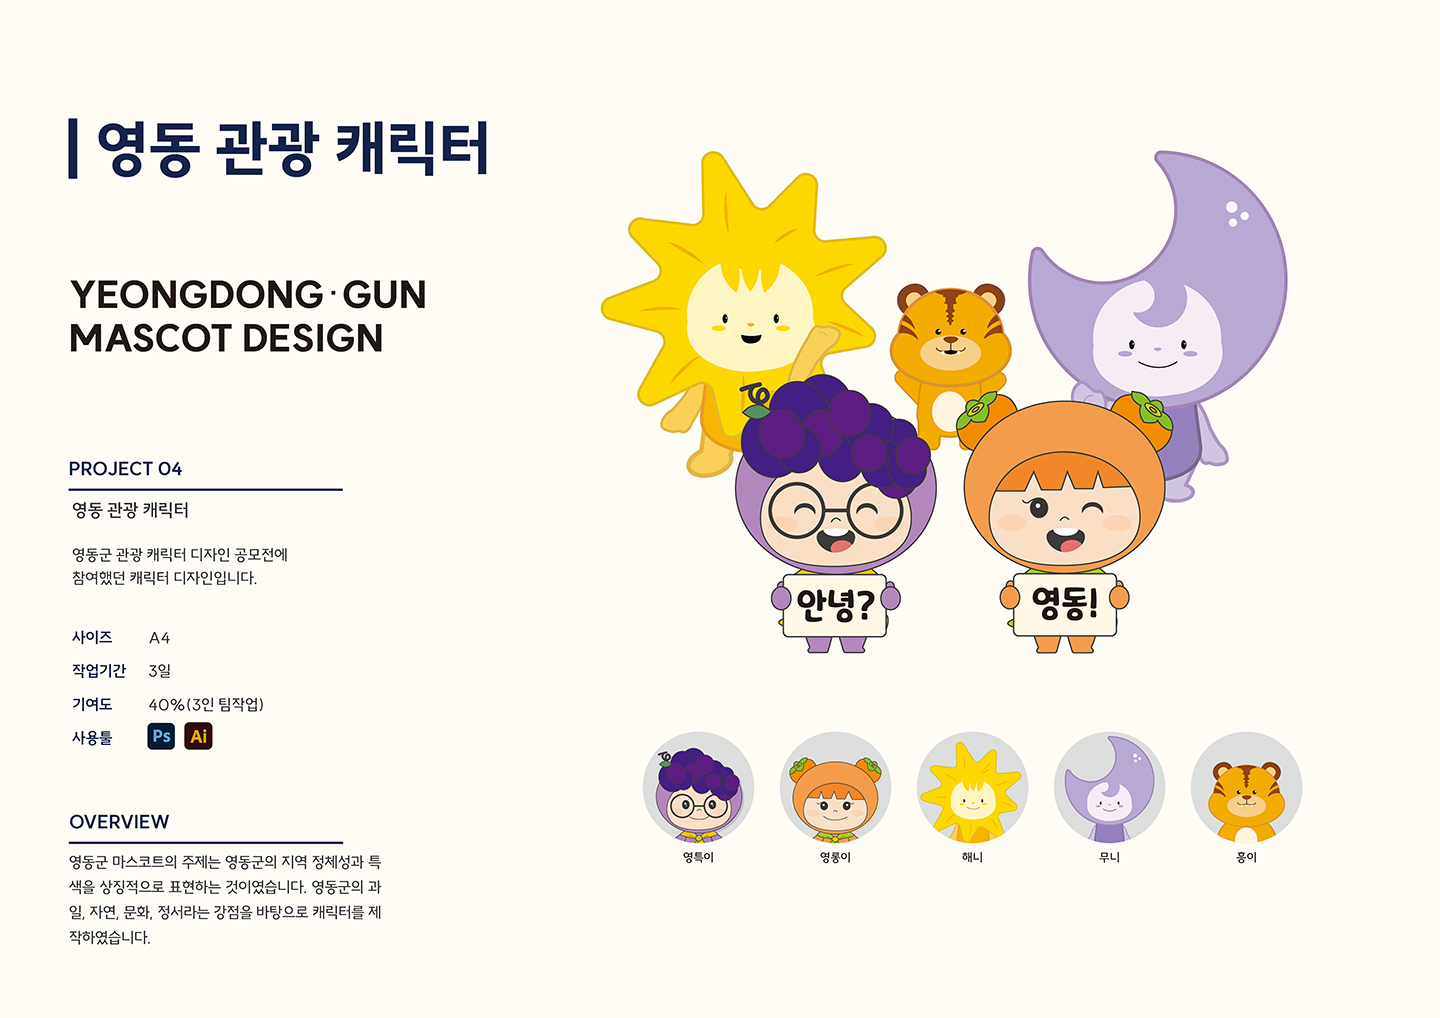 영동 관광 캐릭터
YEONGDONG·GUN
MASCOT DESIGN
PROJECT 04
영동 관광 캐릭터
영동군 관광 캐릭터 디자인 공모전에
참여했던 캐릭터 디자인입니다.
사이즈 A4
작업기간 3일
기여도 40%(3인 팀작업)
사용툴 Ps Ai
OVERVIEW
영동군 마스코트의 주제는 영동군의 지역 정체성과 특
색을 상징적으로 표현하는 것이였습니다. 영동군의 과
일, 자연, 문화, 정서라는 강점을 바탕으로 캐릭터를 제
작하였습니다.
안녕?
영동!
영특이
영롱이
해니
무니
흥이